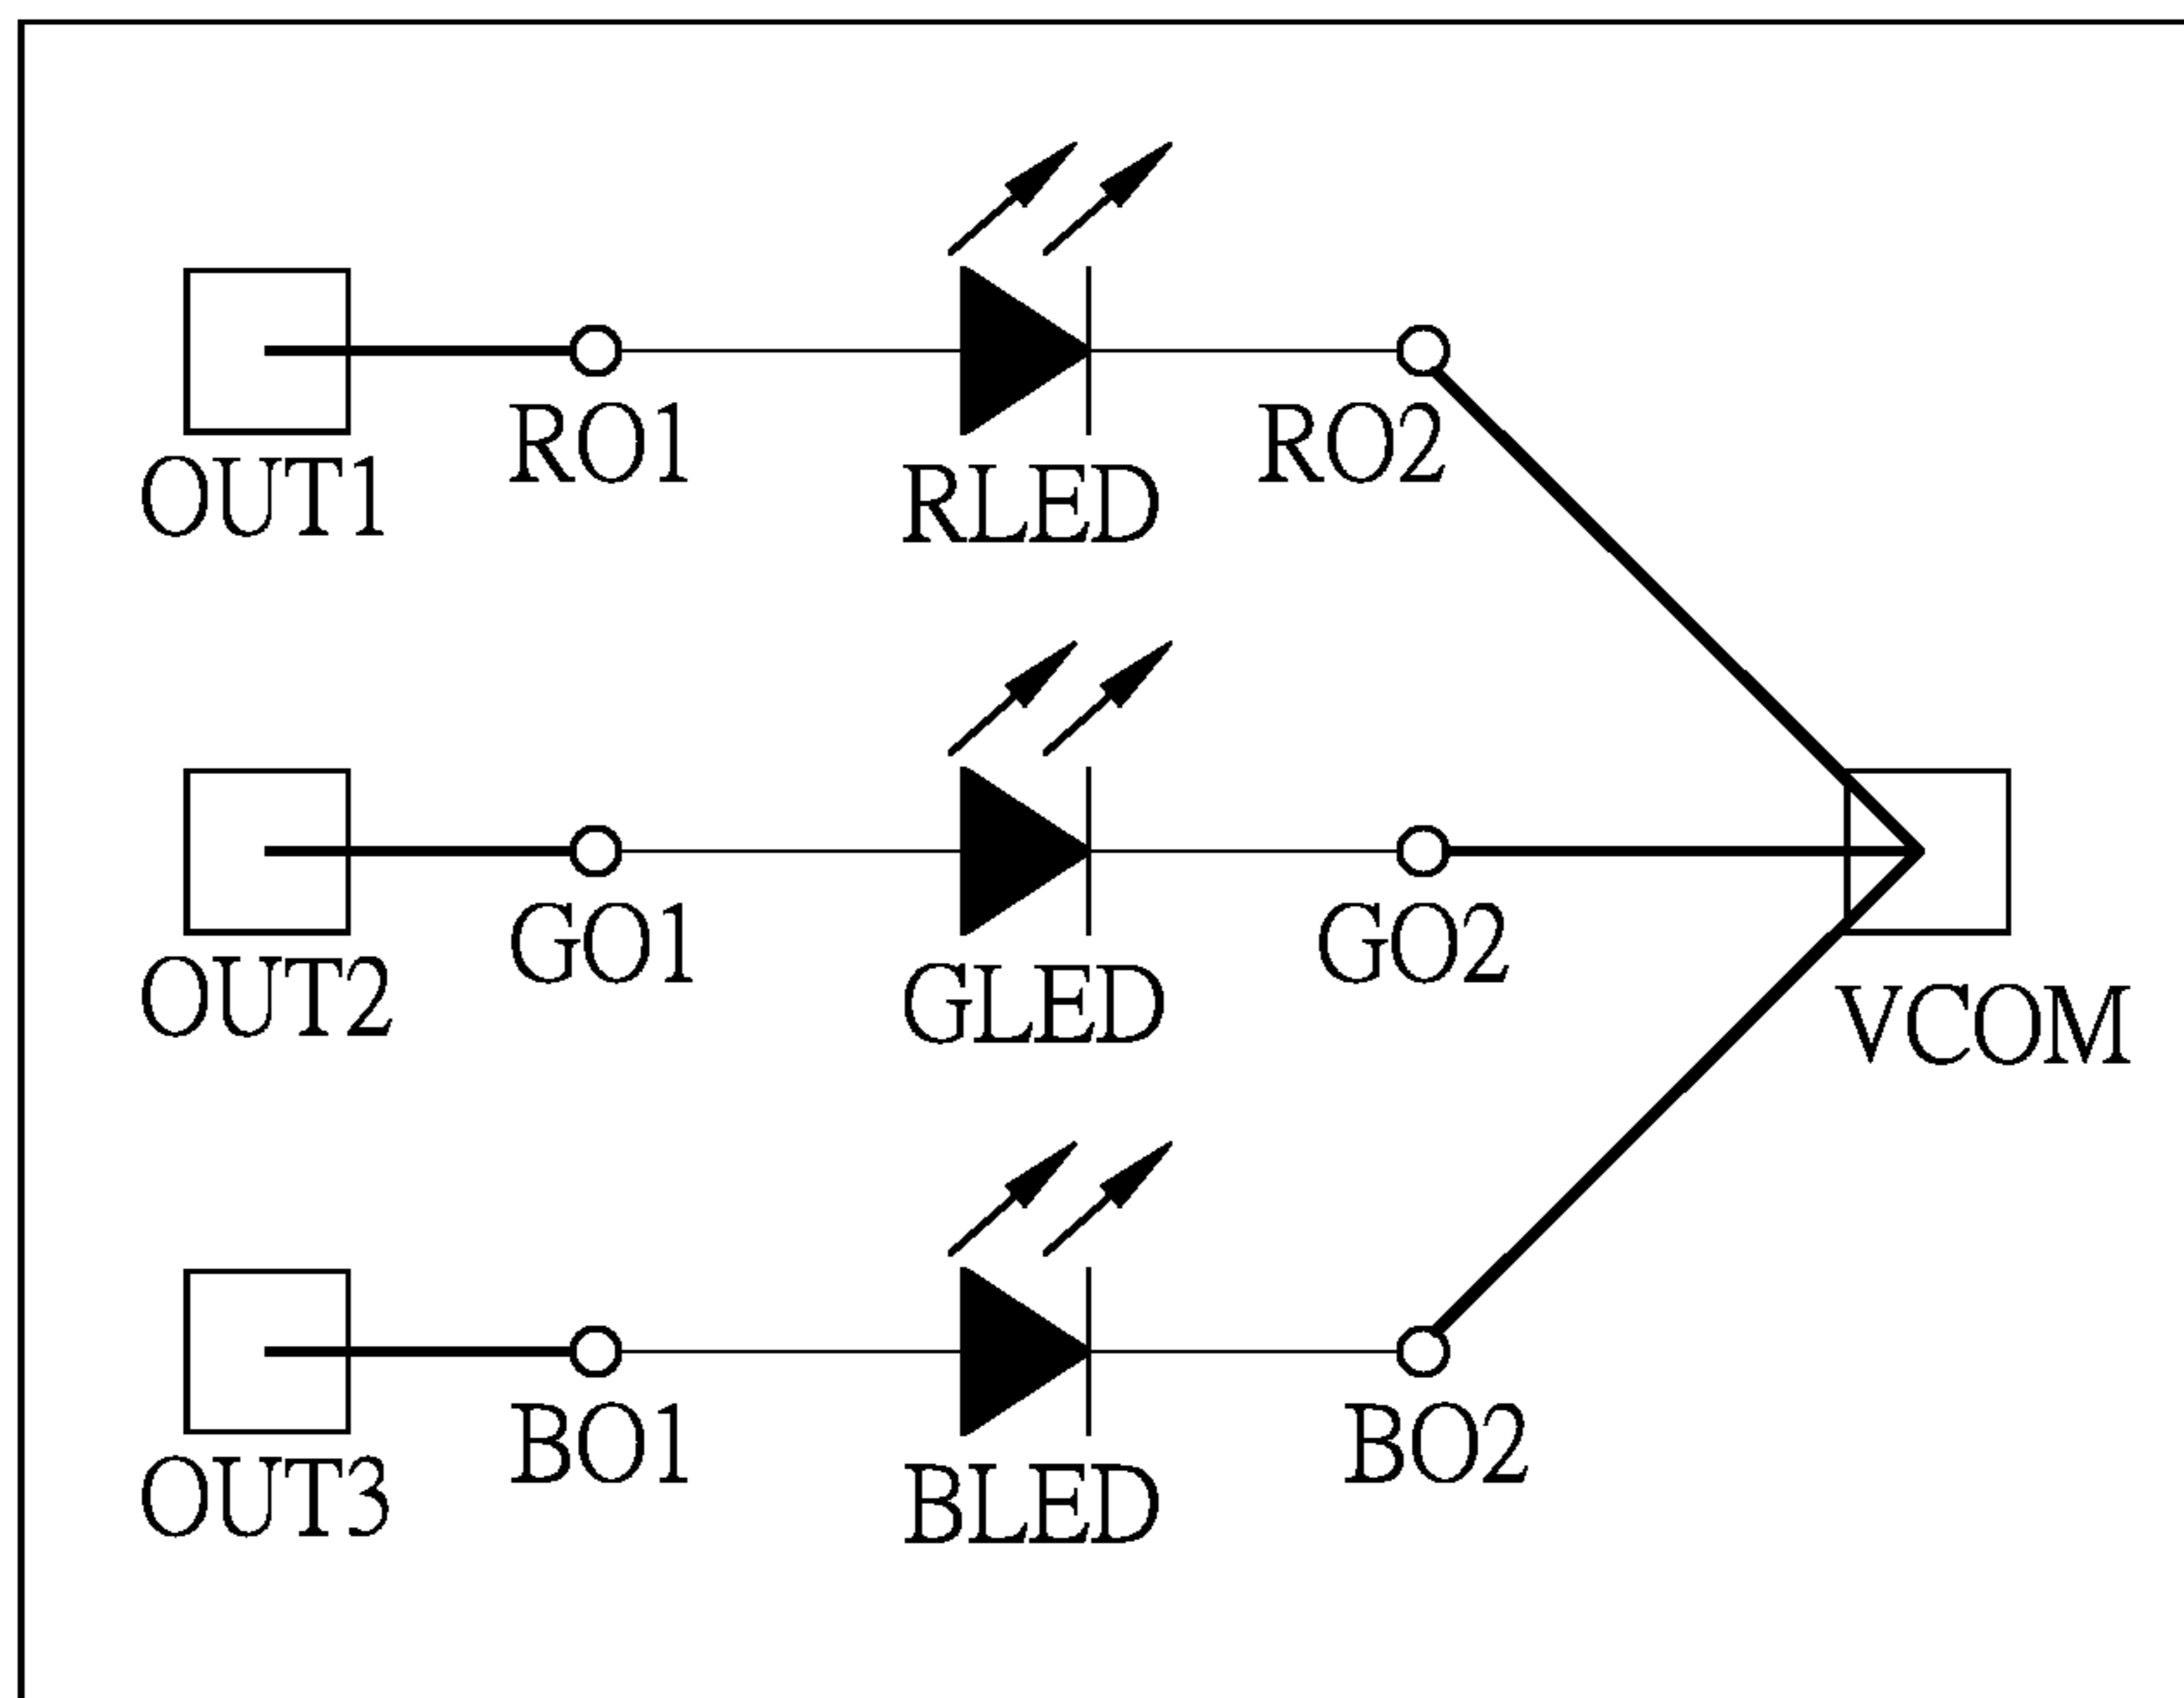 RO1
RO2
OUT1
RLED
GO1
GO2
OUT2
GLED
VCOM
BO1
BO2
OUT3
BLED